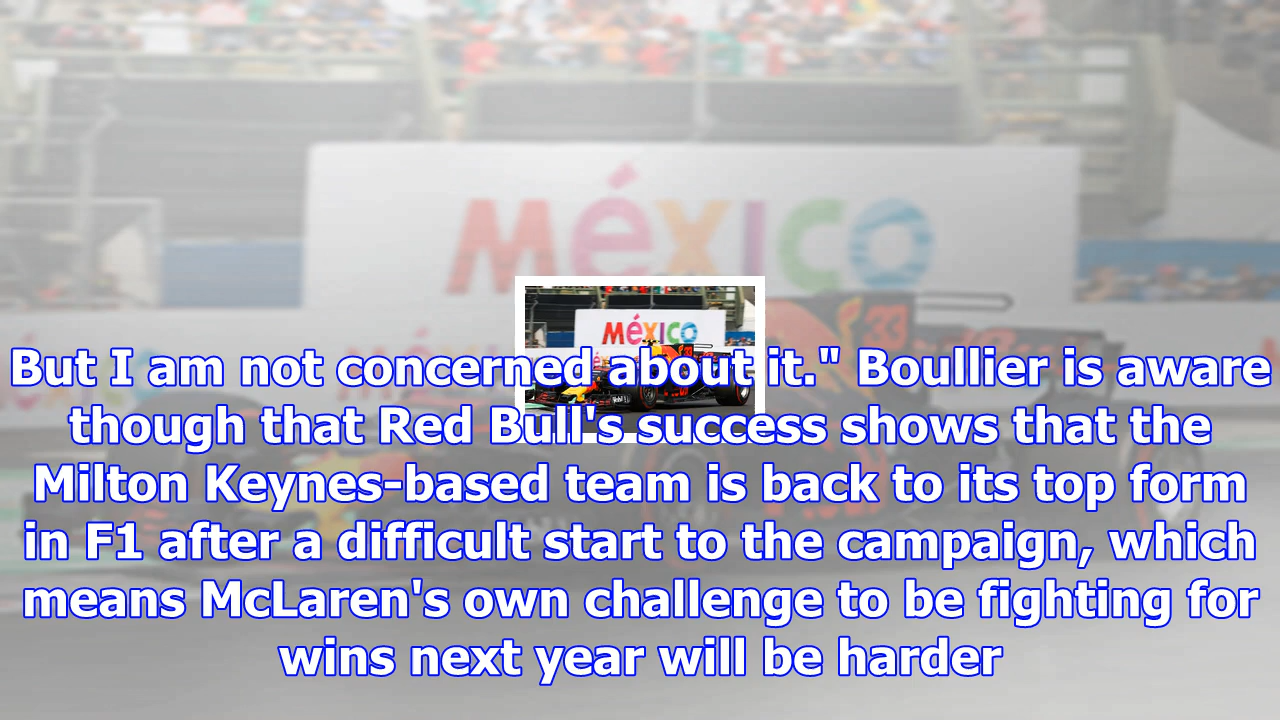 MéXICO
MéXICO
33
33
But I am not concerned about it." Boullier is aware
though that Red Bull's success shows that the
Milton Keynes-based team is back to its top form
in F1 after a difficult start to the campaign, which
means McLaren's own challenge to be fighting for
wins next year will be harder